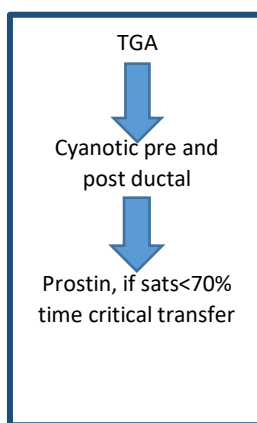 TGA
Cyanotic pre and
post ductal
Prostin, if sats<70%
time critical transfer